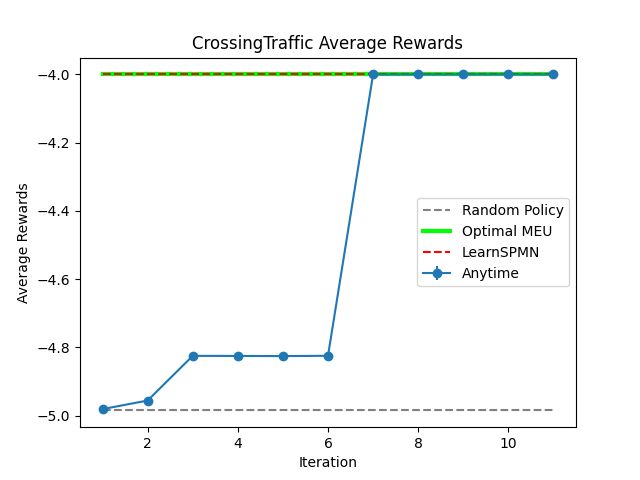 CrossingTraffic Average Rewards
Average Rewards
−4.0
−4.2
−4.4
−4.6
−4.8
−5.0
Random Policy
Optimal MEU
LearnSPMN
Anytime
2
4
6
8
10
Iteration